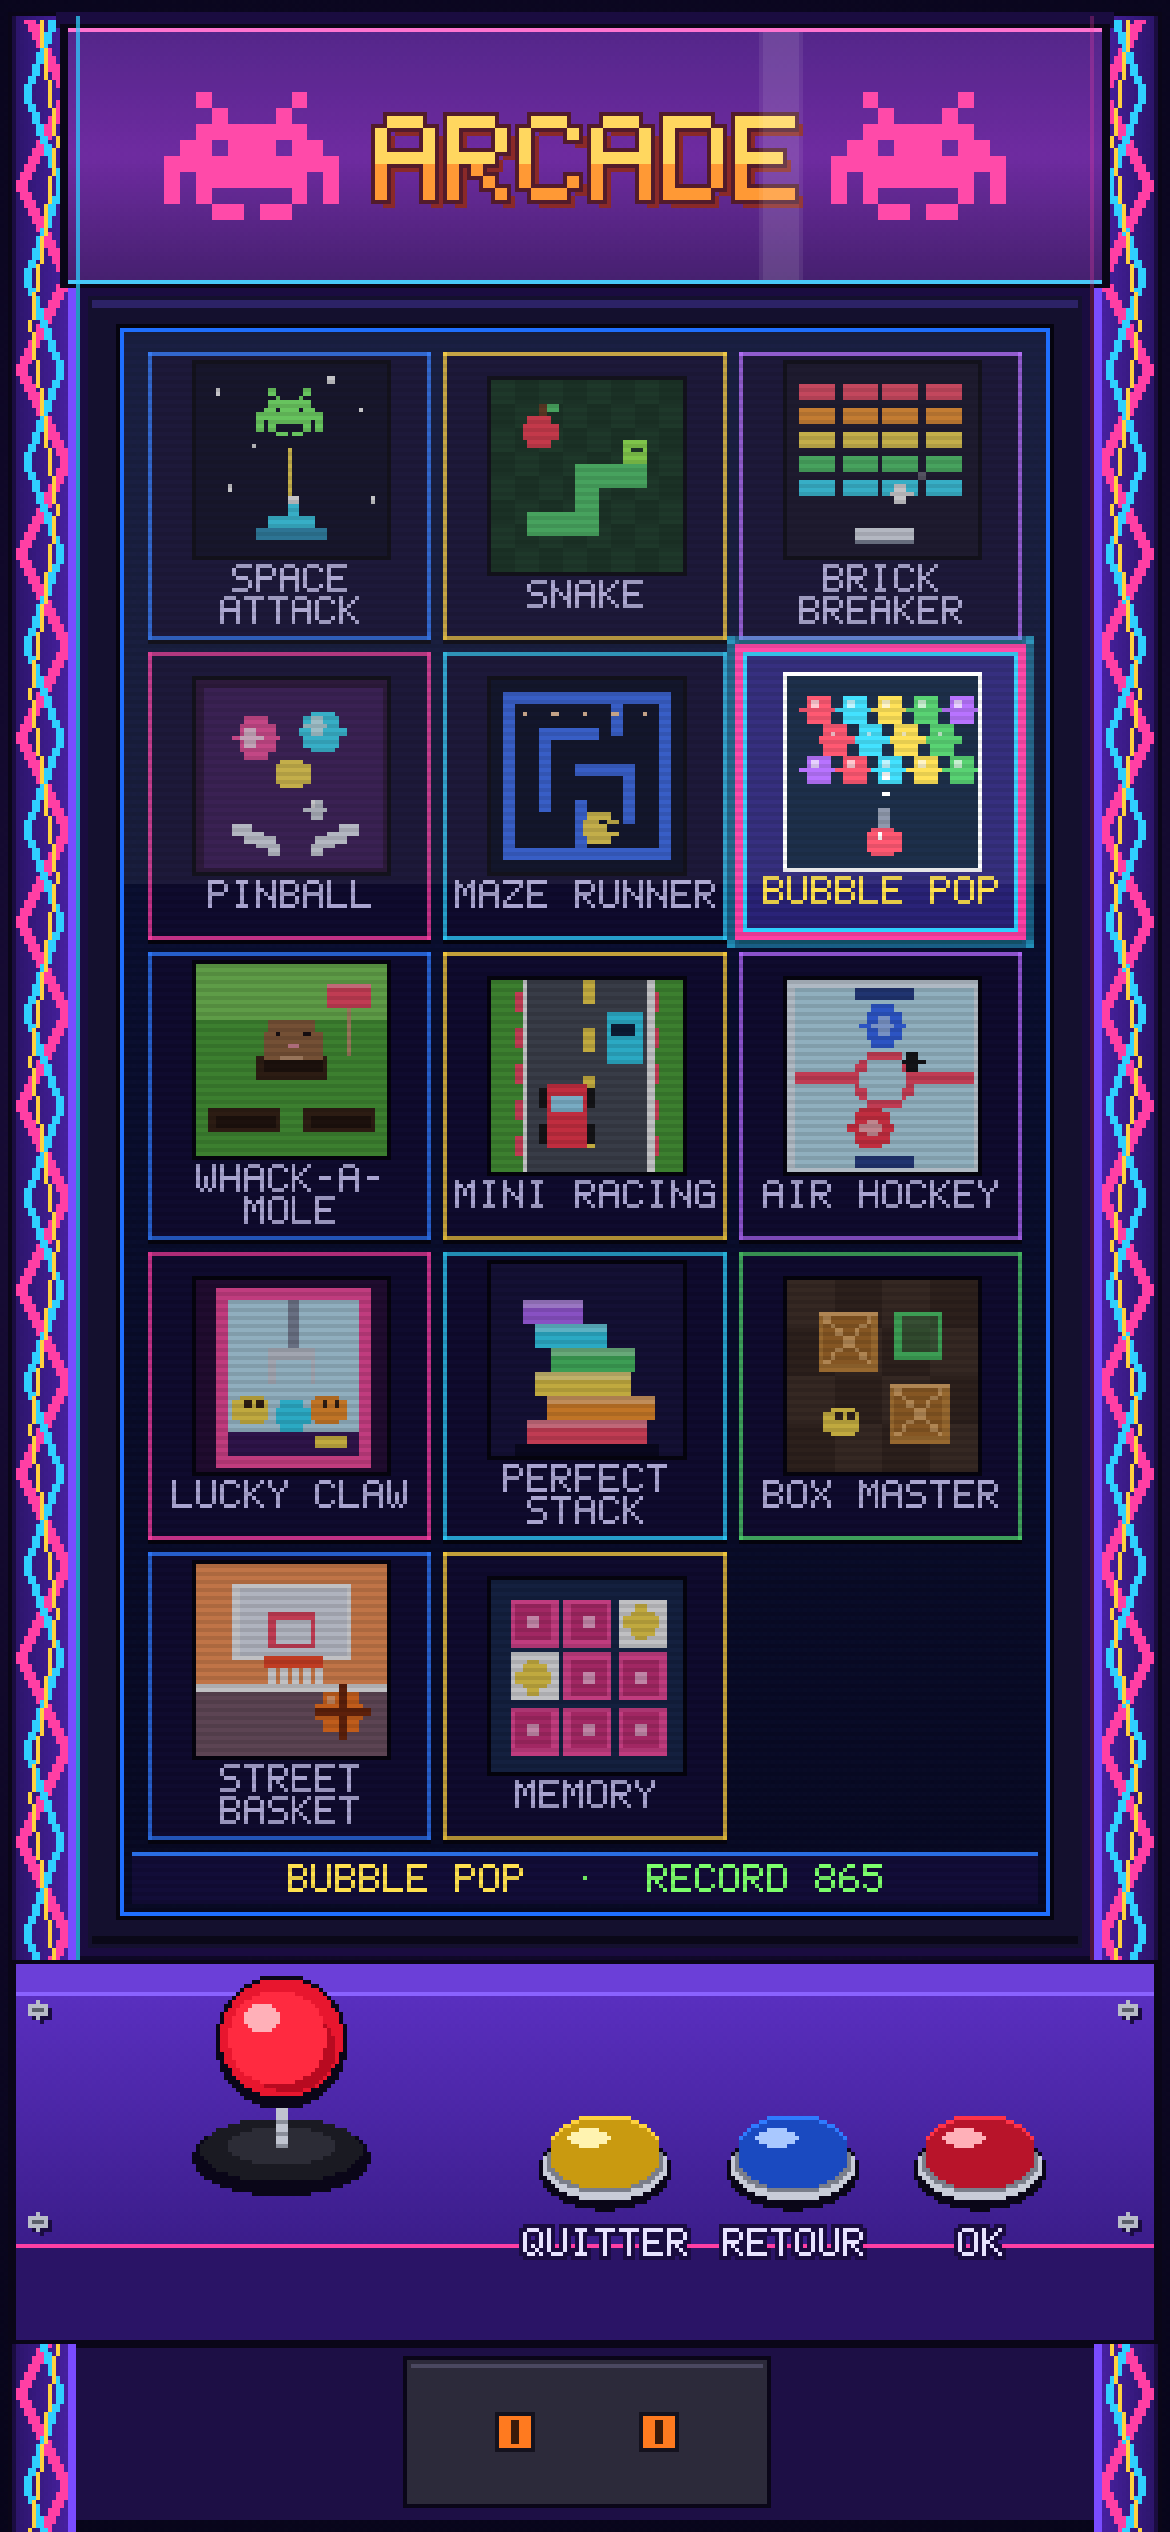 ARCADE
SPACE
ATTACK
SNAKE
BRICK
BREAKER
PINBALL
MAZE RUNNER
BUBBLE POP
WHACK-A-
MOLE
MINI RACING
AIR HOCKEY
LUCKY CLAW
PERFECT
STACK
BOX MASTER
STREET
BASKET
MEMORY
BUBBLE POP · RECORD 865
QUITTER RETOUR OK